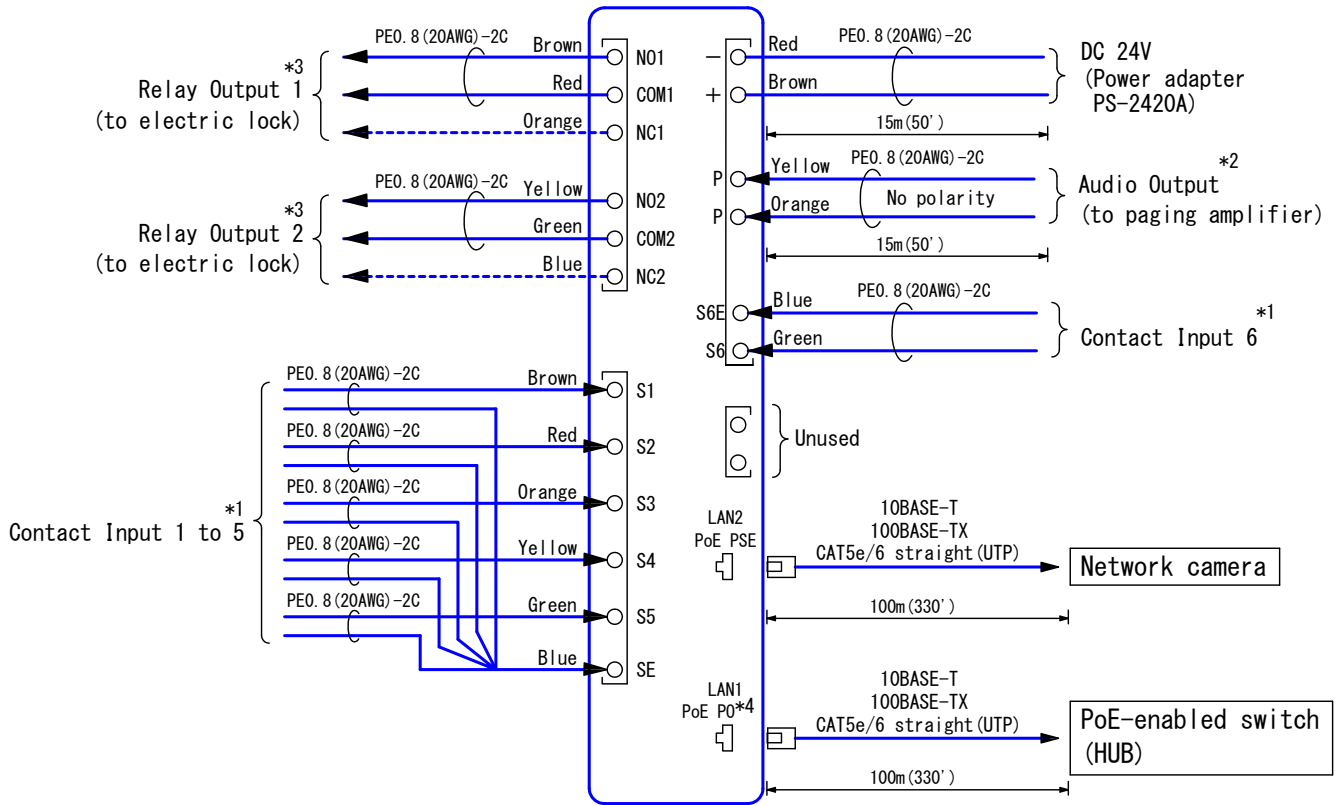 PE0.8(20AWG)-2C
Brown
NO1
*3
Relay Output 1
(to electric lock)
Red
COM1
Orange
NC1
PE0.8(20AWG)-2C
Yellow
NO2
*3
Relay Output 2
(to electric lock)
Green
COM2
Blue
NC2
PE0.8(20AWG)-2C
Brown
S1
PE0.8(20AWG)-2C
Red
S2
PE0.8(20AWG)-2C
Orange
S3
*1
Contact Input 1 to 5
PE0.8(20AWG)-2C
Yellow
S4
PE0.8(20AWG)-2C
Green
S5
Blue
SE
−
Red
PE0.8(20AWG)-2C
+
Brown
DC 24V
(Power adapter
PS-2420A)
15m(50')
P
Yellow
PE0.8(20AWG)-2C
No polarity
P
Orange
*2
Audio Output
(to paging amplifier)
15m(50')
S6E
Blue
PE0.8(20AWG)-2C
S6
Green
*1
Contact Input 6
Unused
LAN2
PoE PSE
10BASE-T
100BASE-TX
CAT5e/6 straight(UTP)
Network camera
100m(330')
LAN1
PoE PO*4
10BASE-T
100BASE-TX
CAT5e/6 straight(UTP)
PoE-enabled switch
(HUB)
100m(330')